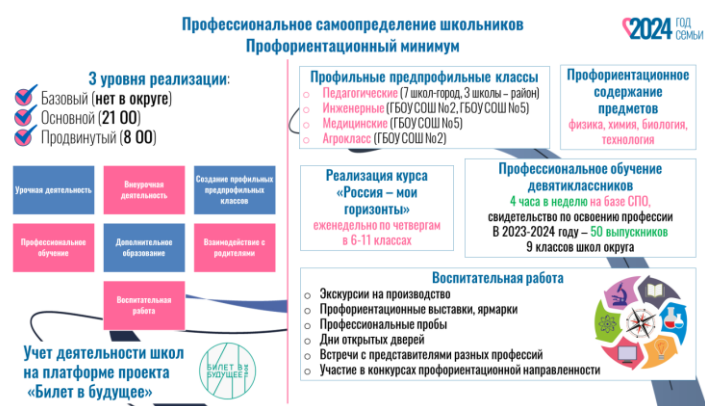 Профессиональное самоопределение школьников
Профориентационный минимум
2024 ГОД
СЕМЬИ
3 уровня реализации:
Базовый (нет в округе)
Основной (21 ОО)
Продвинутый (8 ОО)
Урочная деятельность
Внеурочная
деятельность
Создание профильных
предпрофильных
классов
Профессиональное
обучение
Дополнительное
образование
Взаимодействие с
родителями
Воспитательная
работа
Учет деятельности школ
на платформе проекта
«Билет в будущее»
БИЛЕТ В
БУДУЩЕЕ
Профильные предпрофильные классы
Педагогические (7 школ-город, 3 школы – район)
Инженерные (ГБОУ СОШ №2, ГБОУ СОШ №5)
Медицинские (ГБОУ СОШ №5)
Агрокласс (ГБОУ СОШ №2)
Профориентационное
содержание
предметов
физика, химия, биология,
технология
Реализация курса
«Россия – мои
горизонты»
еженедельно по четвергам
в 6-11 классах
Профессиональное обучение
девятиклассников
4 часа в неделю на базе СПО,
свидетельство по освоению профессии
В 2023-2024 году – 50 выпускников
9 классов школ округа
Воспитательная работа
Экскурсии на производство
Профориентационные выставки, ярмарки
Профессиональные пробы
Дни открытых дверей
Встречи с представителями разных профессий
Участие в конкурсах профориентационной направленности